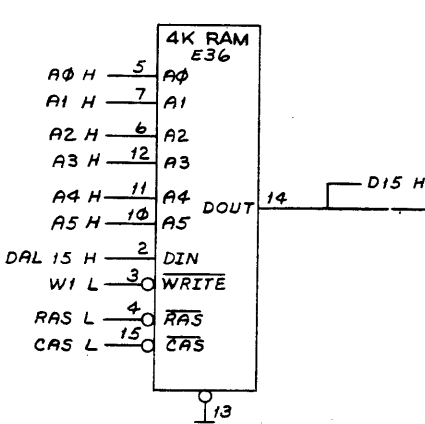 4K RAM
E36
AØ H 5 AØ
A1 H 7 A1
A2 H 6 A2
A3 H 12 A3
A4 H 11 A4
A5 H 1Ø A5
DOUT 14 D15 H
DAL 15 H 2 DIN
W1 L 3 WRITE
RAS L 4 RAS
CAS L 15 CAS
13